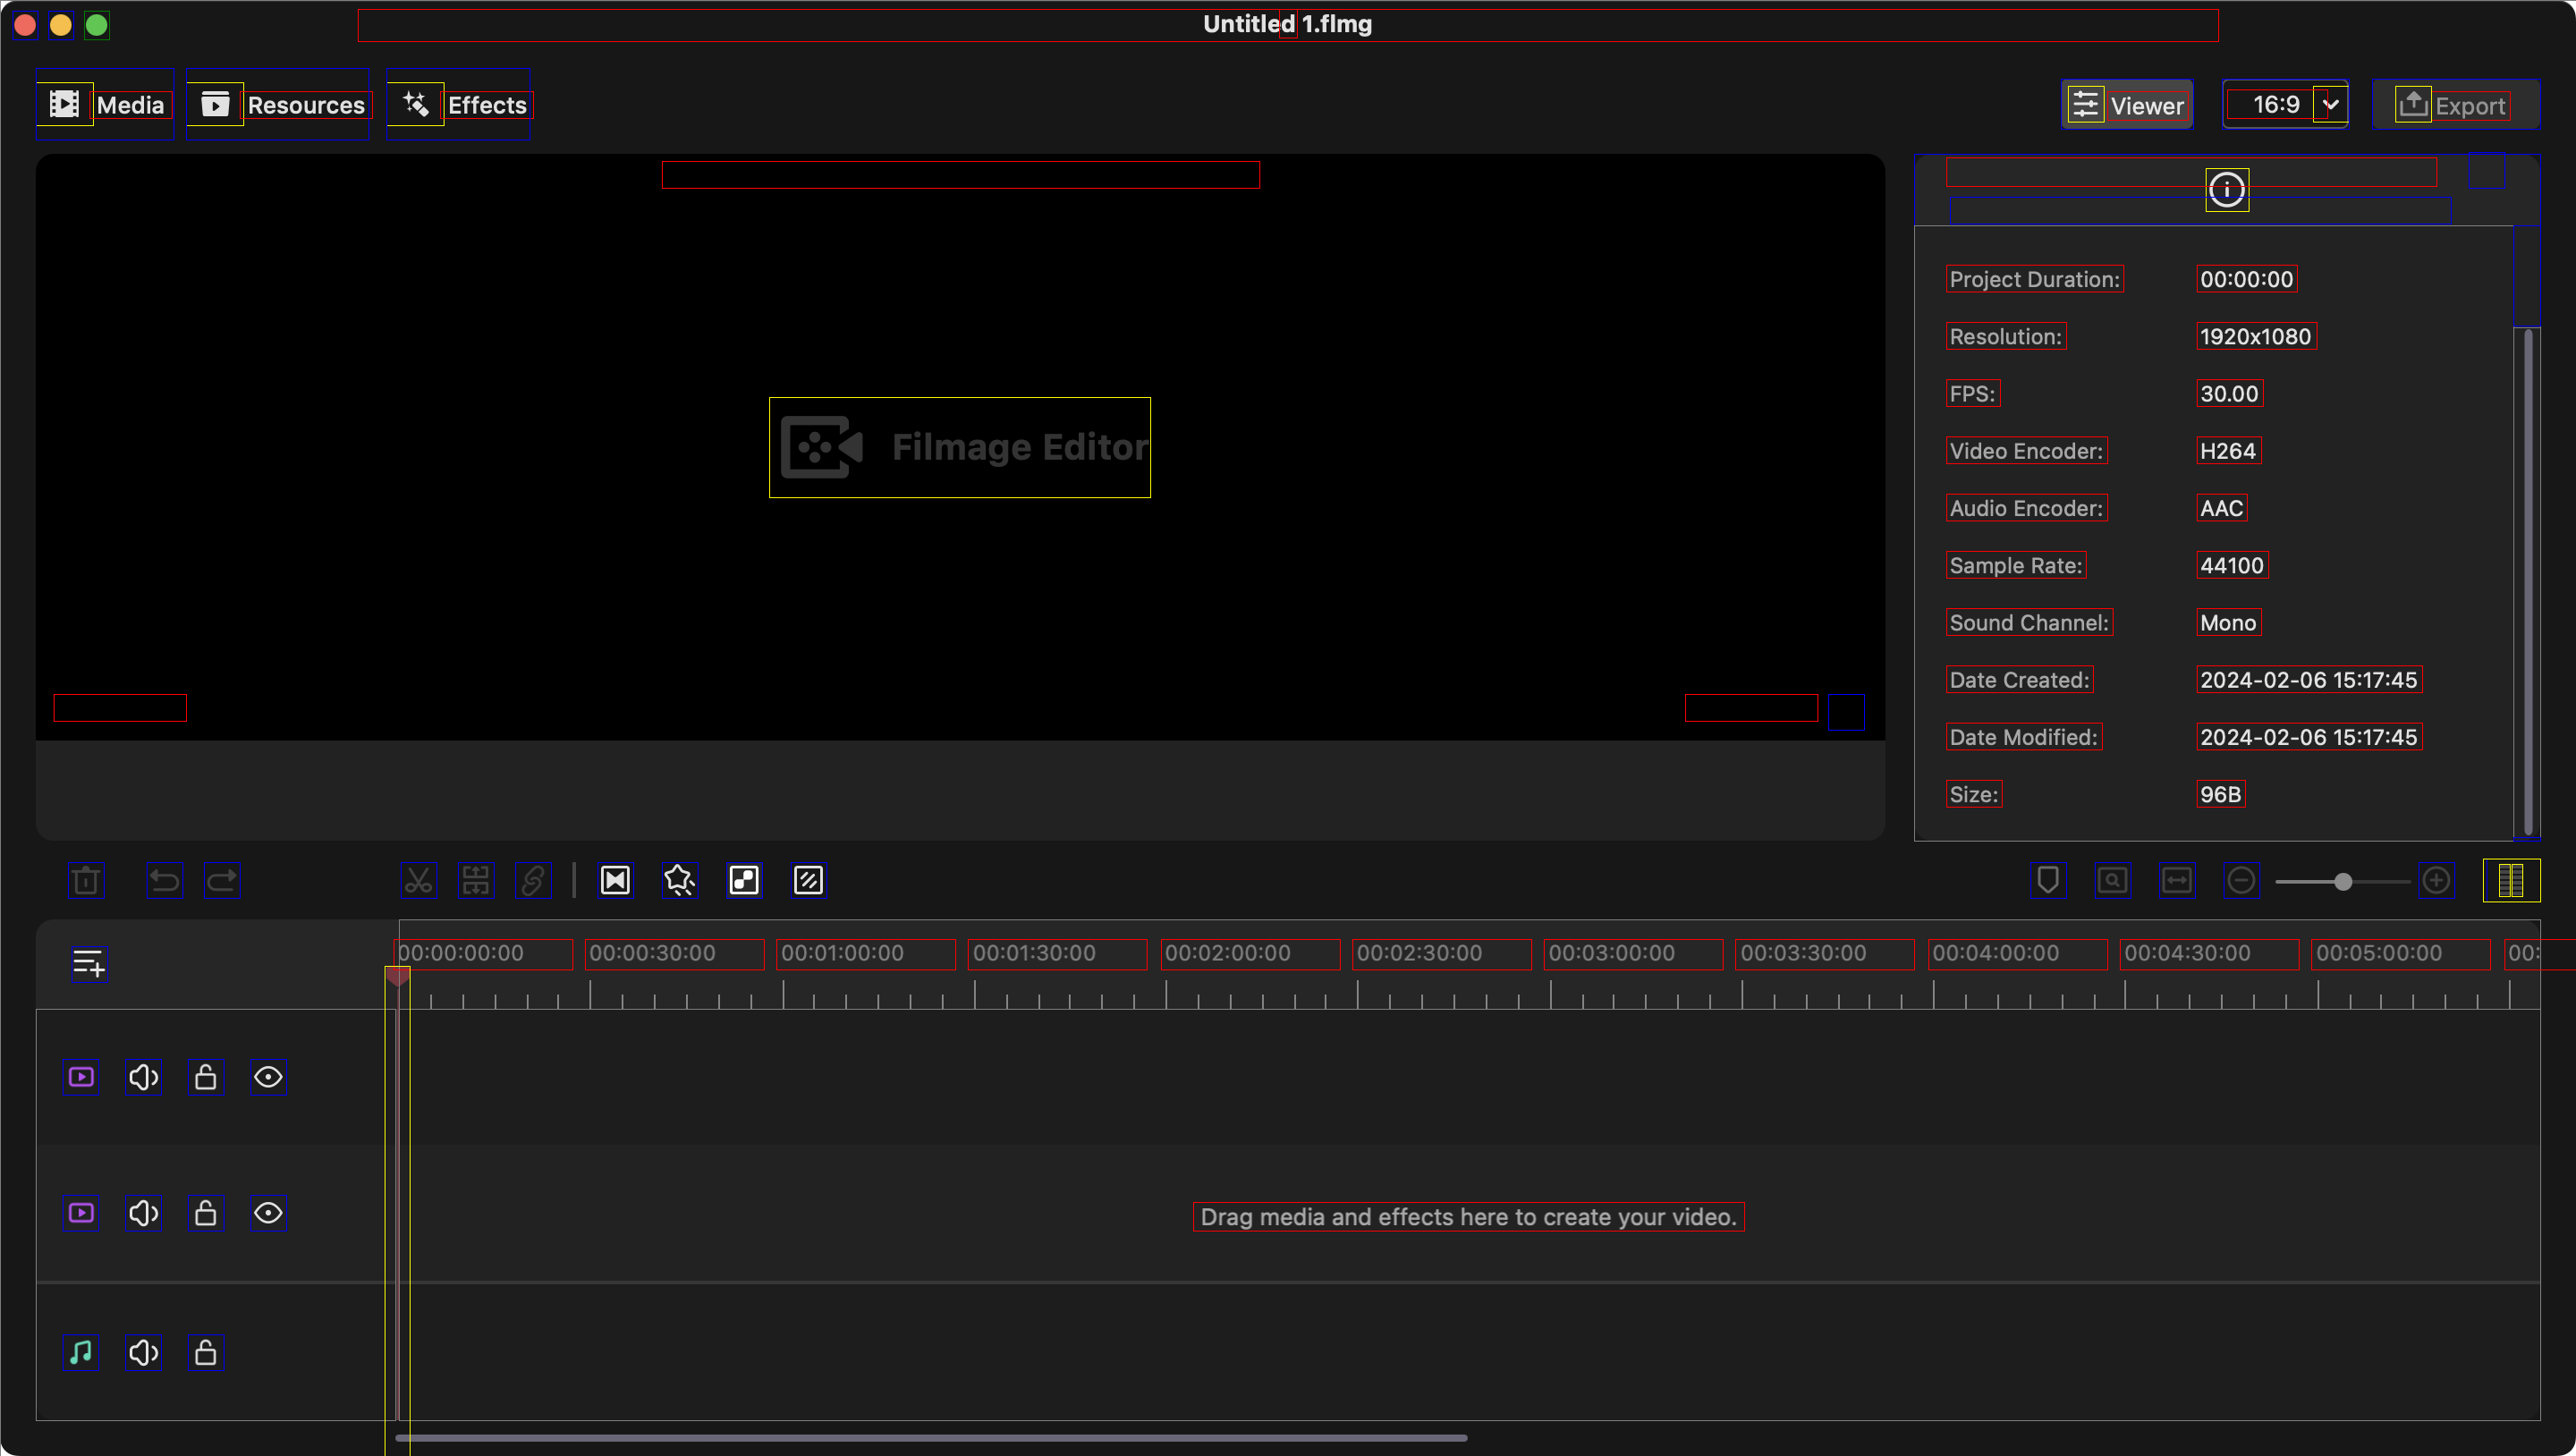 Untitled 1.flmg
Media
Resources
Effects
Viewer
16:9
Export
Filmage Editor
Project Duration: 00:00:00
Resolution: 1920x1080
FPS: 30.00
Video Encoder: H264
Audio Encoder: AAC
Sample Rate: 44100
Sound Channel: Mono
Date Created: 2024-02-06 15:17:45
Date Modified: 2024-02-06 15:17:45
Size: 96B
00:00:00:00 00:00:30:00 00:01:00:00 00:01:30:00 00:02:00:00 00:02:30:00 00:03:00:00 00:03:30:00 00:04:00:00 00:04:30:00 00:05:00:00 00:
Drag media and effects here to create your video.